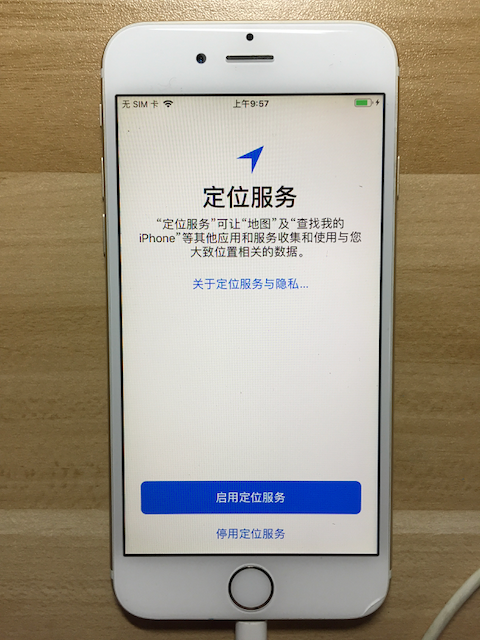 无 SIM 卡 上午9:57
定位服务
“定位服务”可让“地图”及“查找我的
iPhone”等其他应用和服务收集和使用与您
大致位置相关的数据。
关于定位服务与隐私...
启用定位服务
停用定位服务